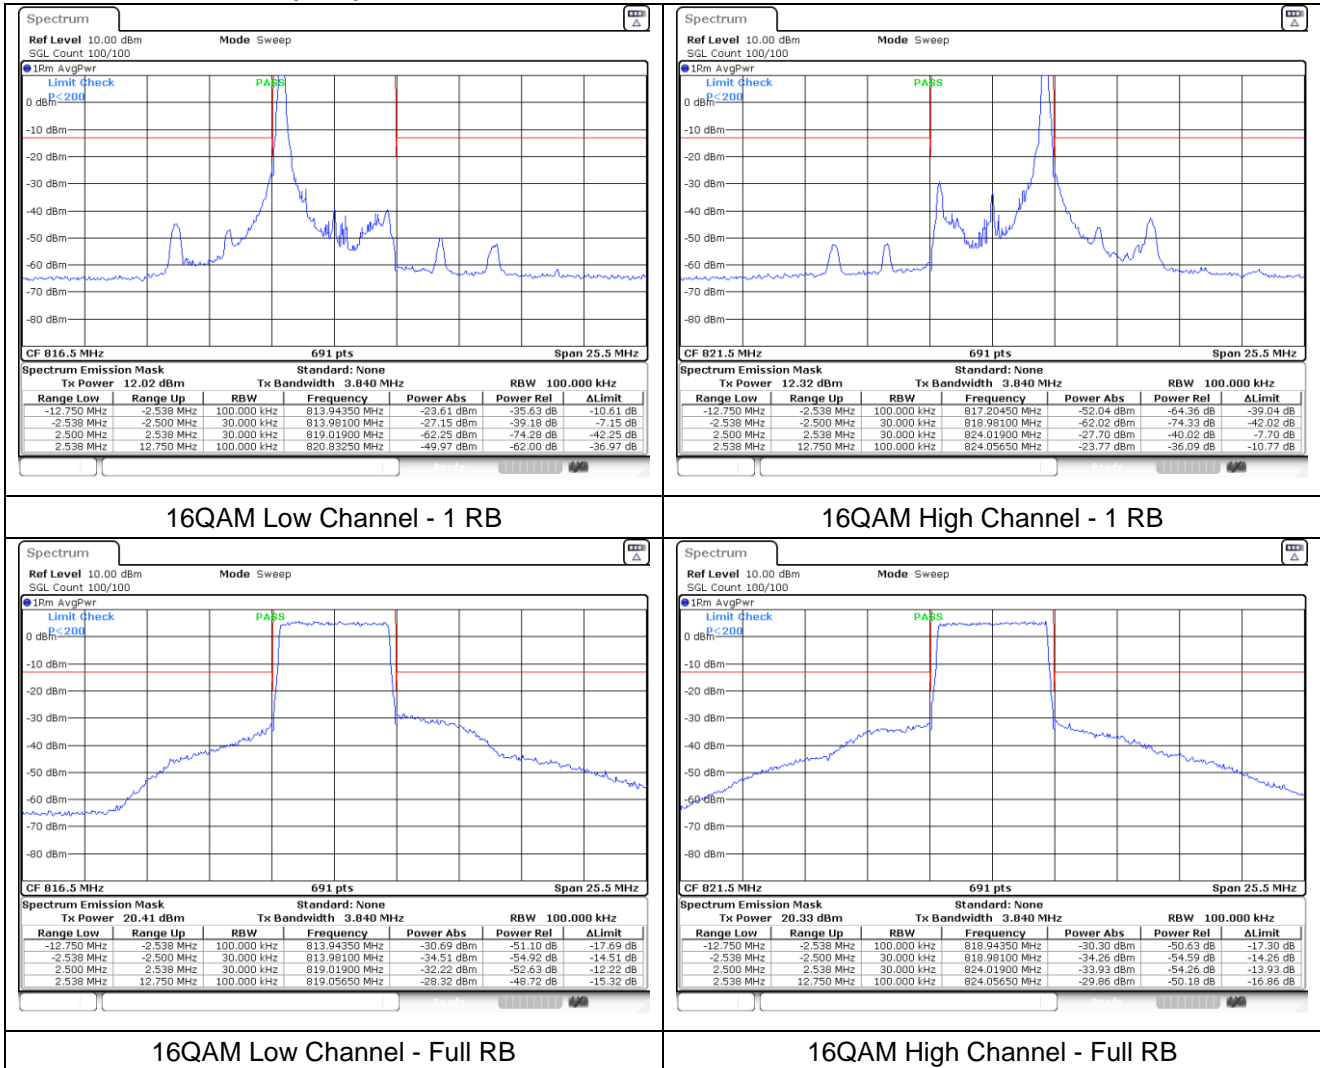 Spectrum
Ref Level 10.00 dBm Mode Sweep
SGL Count 100/100
1Rm AvgPwr
Limit Check PASS
P<200
0 dBm
-10 dBm
-20 dBm
-30 dBm
-40 dBm
-50 dBm
-60 dBm
-70 dBm
-80 dBm
CF 816.5 MHz 691 pts Span 25.5 MHz
Spectrum Emission Mask Standard: None
Tx Power 12.02 dBm Tx Bandwidth 3.840 MHz RBW 100.000 kHz
Range Low Range Up RBW Frequency Power Abs Power Rel ΔLimit
-12.750 MHz -2.538 MHz 100.000 kHz 813.94350 MHz -23.61 dBm -35.63 dB -10.61 dB
-2.538 MHz -2.500 MHz 30.000 kHz 813.98100 MHz -27.15 dBm -39.18 dB -7.15 dB
2.500 MHz 2.538 MHz 30.000 kHz 819.01900 MHz -62.25 dBm -74.28 dB -42.25 dB
2.538 MHz 12.750 MHz 100.000 kHz 820.83250 MHz -49.97 dBm -62.00 dB -36.97 dB
16QAM Low Channel - 1 RB
Spectrum
Ref Level 10.00 dBm Mode Sweep
SGL Count 100/100
1Rm AvgPwr
Limit Check PASS
P<200
0 dBm
-10 dBm
-20 dBm
-30 dBm
-40 dBm
-50 dBm
-60 dBm
-70 dBm
-80 dBm
CF 821.5 MHz 691 pts Span 25.5 MHz
Spectrum Emission Mask Standard: None
Tx Power 12.32 dBm Tx Bandwidth 3.840 MHz RBW 100.000 kHz
Range Low Range Up RBW Frequency Power Abs Power Rel ΔLimit
-12.750 MHz -2.538 MHz 100.000 kHz 817.20450 MHz -52.04 dBm -64.36 dB -39.04 dB
-2.538 MHz -2.500 MHz 30.000 kHz 818.98100 MHz -62.02 dBm -74.33 dB -42.02 dB
2.500 MHz 2.538 MHz 30.000 kHz 824.01900 MHz -27.70 dBm -40.02 dB -7.70 dB
2.538 MHz 12.750 MHz 100.000 kHz 824.05650 MHz -23.77 dBm -36.09 dB -10.77 dB
Ready
16QAM High Channel - 1 RB
Spectrum
Ref Level 10.00 dBm Mode Sweep
SGL Count 100/100
1Rm AvgPwr
Limit Check PASS
P<200
0 dBm
-10 dBm
-20 dBm
-30 dBm
-40 dBm
-50 dBm
-60 dBm
-70 dBm
-80 dBm
CF 816.5 MHz 691 pts Span 25.5 MHz
Spectrum Emission Mask Standard: None
Tx Power 20.41 dBm Tx Bandwidth 3.840 MHz RBW 100.000 kHz
Range Low Range Up RBW Frequency Power Abs Power Rel ΔLimit
-12.750 MHz -2.538 MHz 100.000 kHz 813.94350 MHz -30.69 dBm -51.10 dB -17.69 dB
-2.538 MHz -2.500 MHz 30.000 kHz 813.98100 MHz -34.51 dBm -54.92 dB -14.51 dB
2.500 MHz 2.538 MHz 30.000 kHz 819.01900 MHz -32.22 dBm -52.63 dB -12.22 dB
2.538 MHz 12.750 MHz 100.000 kHz 819.05650 MHz -28.32 dBm -48.72 dB -15.32 dB
16QAM Low Channel - Full RB
Spectrum
Ref Level 10.00 dBm Mode Sweep
SGL Count 100/100
1Rm AvgPwr
Limit Check PASS
P<200
0 dBm
-10 dBm
-20 dBm
-30 dBm
-40 dBm
-50 dBm
-60 dBm
-70 dBm
-80 dBm
CF 821.5 MHz 691 pts Span 25.5 MHz
Spectrum Emission Mask Standard: None
Tx Power 20.33 dBm Tx Bandwidth 3.840 MHz RBW 100.000 kHz
Range Low Range Up RBW Frequency Power Abs Power Rel ΔLimit
-12.750 MHz -2.538 MHz 100.000 kHz 818.94350 MHz -30.30 dBm -50.63 dB -17.30 dB
-2.538 MHz -2.500 MHz 30.000 kHz 818.98100 MHz -34.26 dBm -54.59 dB -14.26 dB
2.500 MHz 2.538 MHz 30.000 kHz 824.01900 MHz -33.93 dBm -54.26 dB -13.93 dB
2.538 MHz 12.750 MHz 100.000 kHz 824.05650 MHz -29.86 dBm -50.18 dB -16.86 dB
16QAM High Channel - Full RB